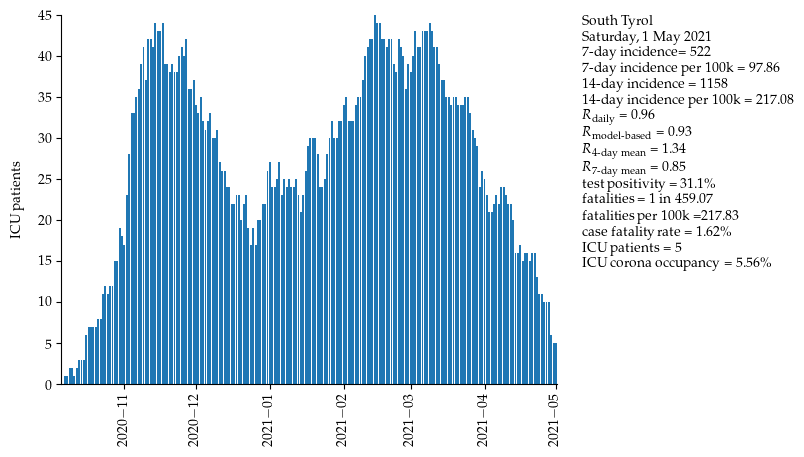 45
40
35
30
25
20
15
10
5
0
ICU patients
2020−11
2020−12
2021−01
2021−02
2021−03
2021−04
2021−05
South Tyrol
Saturday, 1 May 2021
7-day incidence= 522
7-day incidence per 100k = 97.86
14-day incidence = 1158
14-day incidence per 100k = 217.08
R_daily = 0.96
R_model-based = 0.93
R_4-day mean = 1.34
R_7-day mean = 0.85
test positivity = 31.1%
fatalities = 1 in 459.07
fatalities per 100k =217.83
case fatality rate = 1.62%
ICU patients = 5
ICU corona occupancy = 5.56%